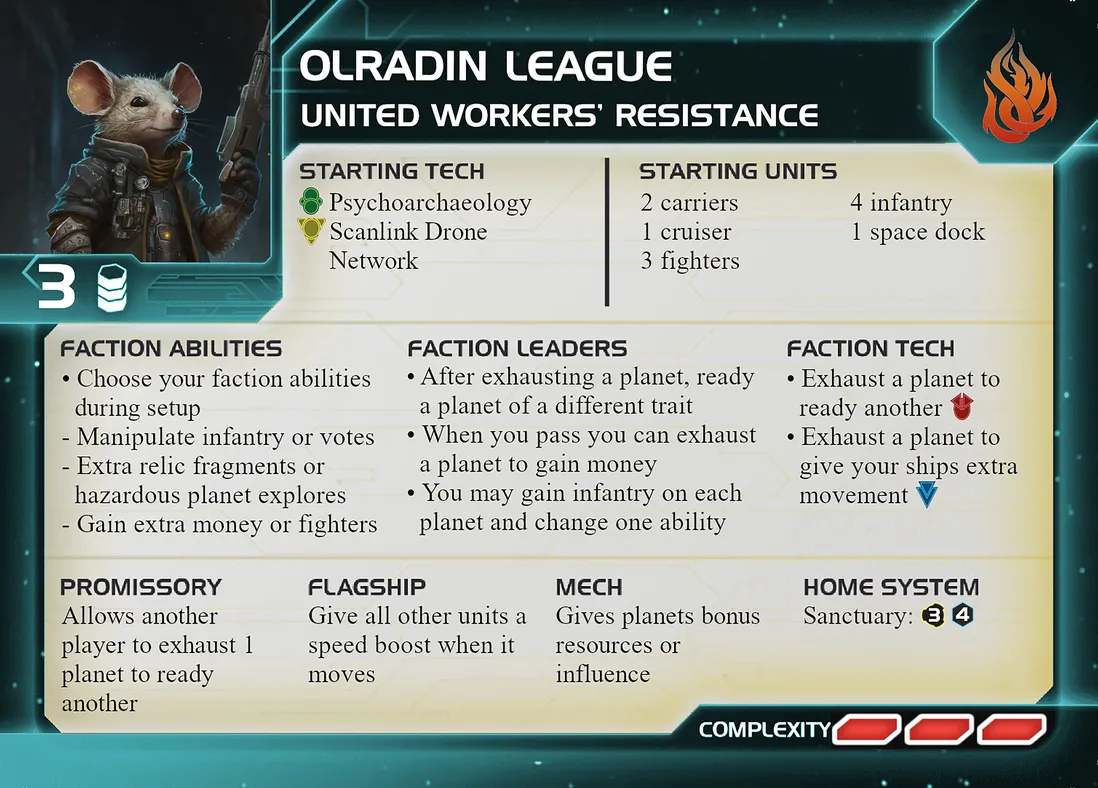 OLRADIN LEAGUE
UNITED WORKERS' RESISTANCE
3
STARTING TECH
Psychoarchaeology
Scanlink Drone
Network
STARTING UNITS
2 carriers
1 cruiser
3 fighters
4 infantry
1 space dock
FACTION ABILITIES
• Choose your faction abilities
during setup
- Manipulate infantry or votes
- Extra relic fragments or
hazardous planet explores
- Gain extra money or fighters
FACTION LEADERS
• After exhausting a planet, ready
a planet of a different trait
• When you pass you can exhaust
a planet to gain money
• You may gain infantry on each
planet and change one ability
FACTION TECH
• Exhaust a planet to
ready another
• Exhaust a planet to
give your ships extra
movement
PROMISSORY
Allows another
player to exhaust 1
planet to ready
another
FLAGSHIP
Give all other units a
speed boost when it
moves
MECH
Gives planets bonus
resources or
influence
HOME SYSTEM
Sanctuary: 3 4
COMPLEXITY